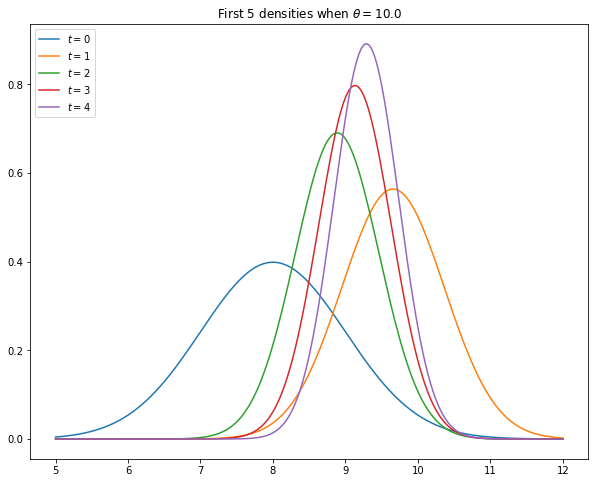 First 5 densities when θ = 10.0
t = 0
t = 1
t = 2
t = 3
t = 4
0.8
0.6
0.4
0.2
0.0
5 6 7 8 9 10 11 12